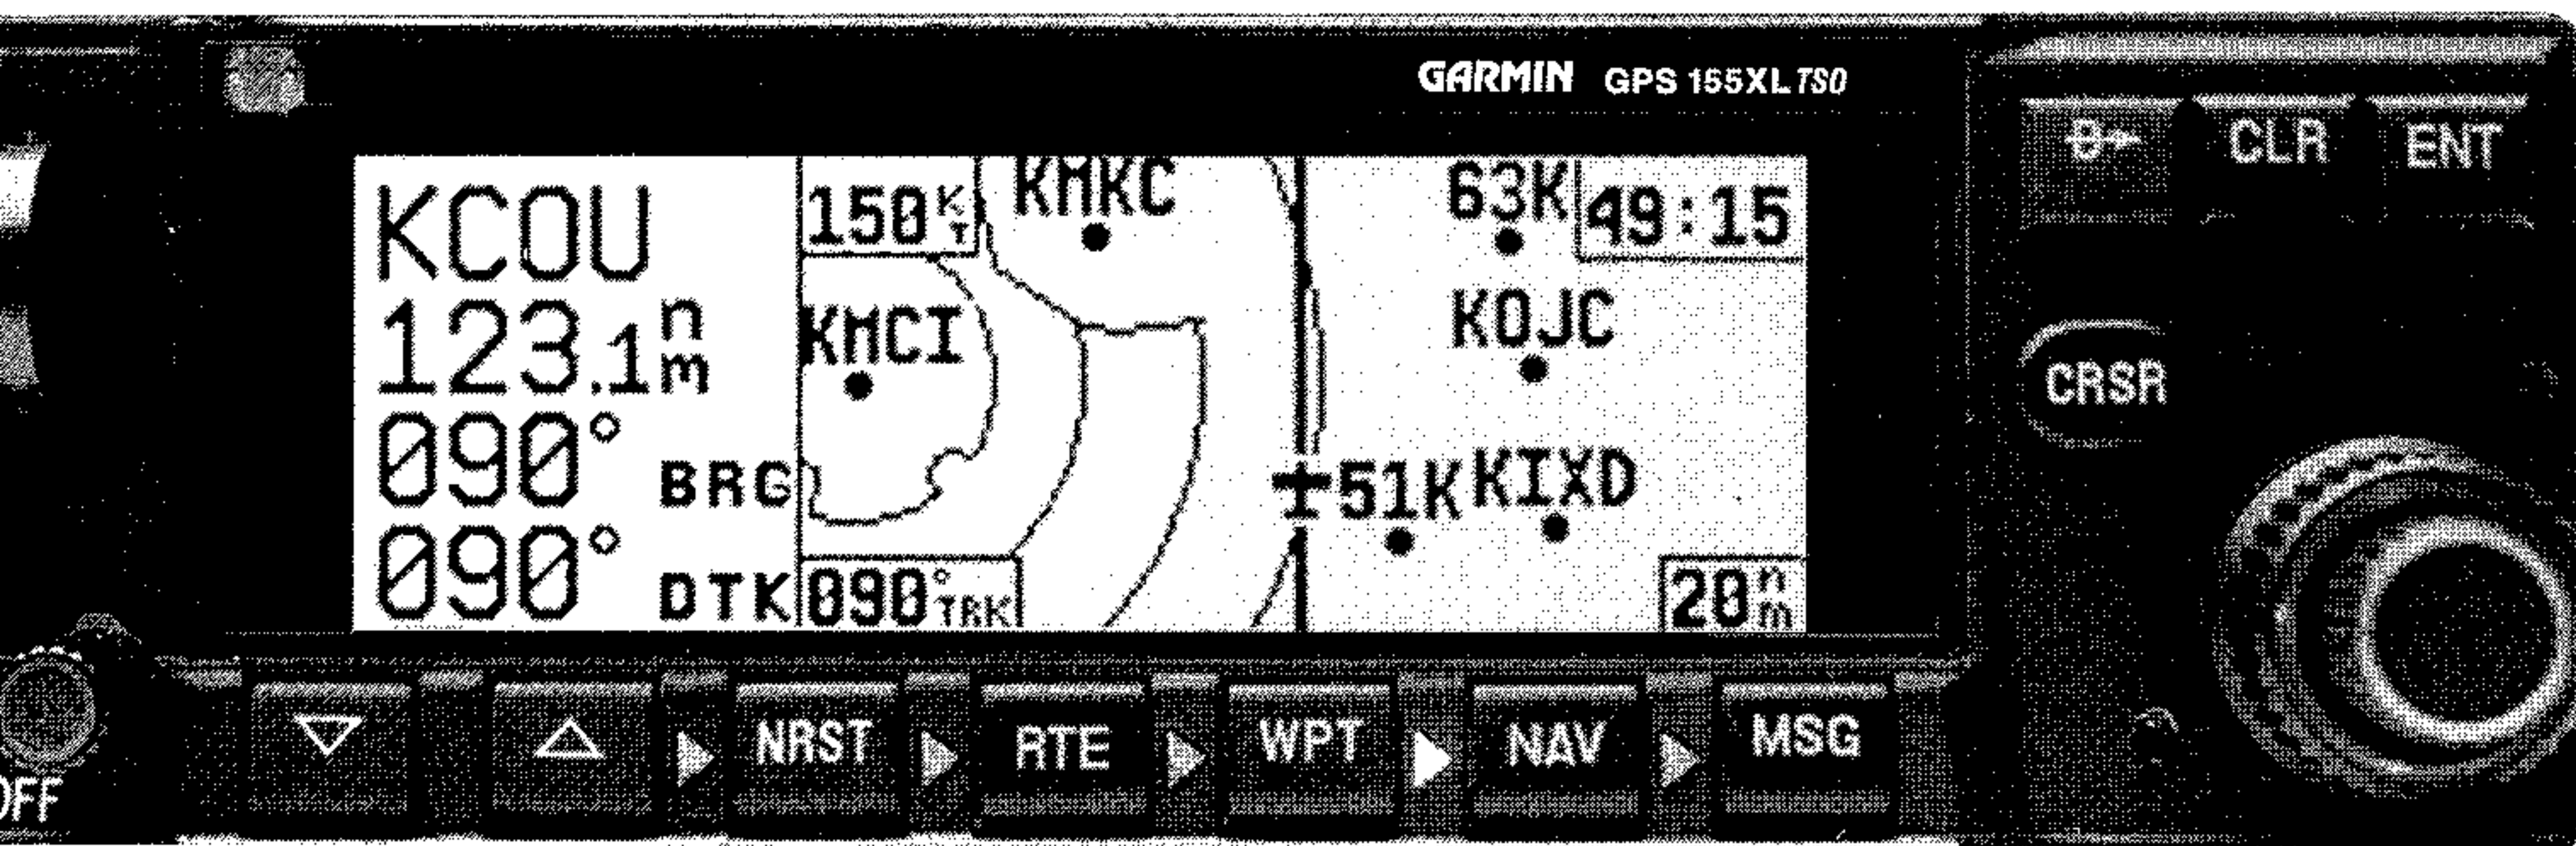 GARMIN GPS 155XL TSO
CLR ENT
KCOU
123.1nm
090° BRG
090° DTK
150KT
KMKC
63K
49:15
KMCI
KOJC
51K
KIXD
090° TRK
20nm
CRSR
OFF
NRST
RTE
WPT
NAV
MSG